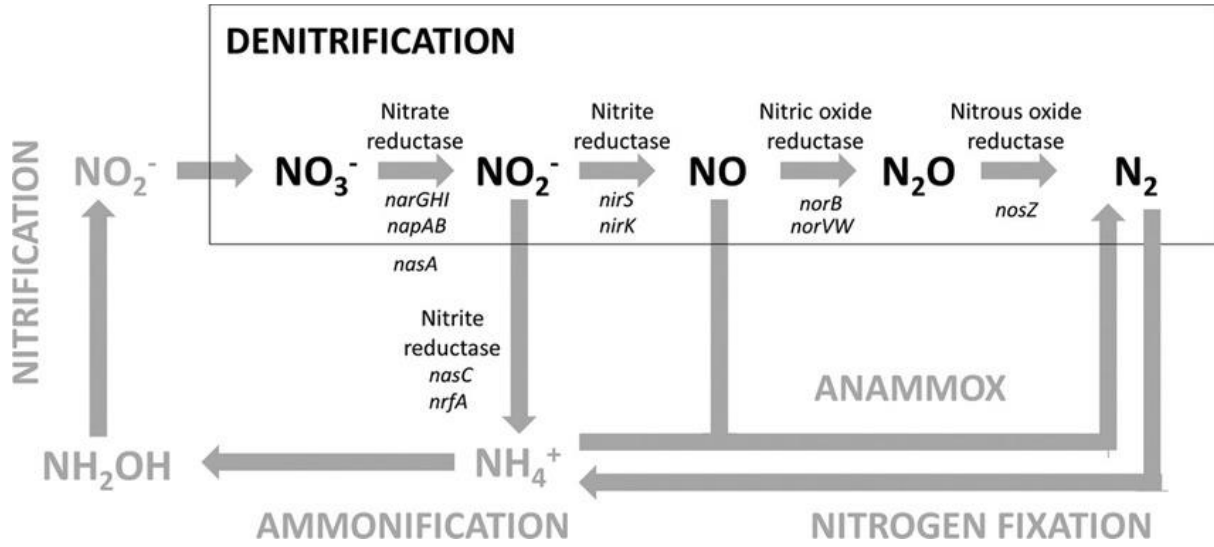 DENITRIFICATION
Nitrate
reductase
Nitrite
reductase
Nitric oxide
reductase
Nitrous oxide
reductase
NO₂⁻
NO₃⁻
NO₂⁻
NO
N₂O
N₂
narGHI
napAB
nirS
nirK
norB
norVW
nosZ
nasA
NITRIFICATION
Nitrite
reductase
nasC
nrfA
ANAMMOX
NH₂OH
NH₄⁺
AMMONIFICATION
NITROGEN FIXATION